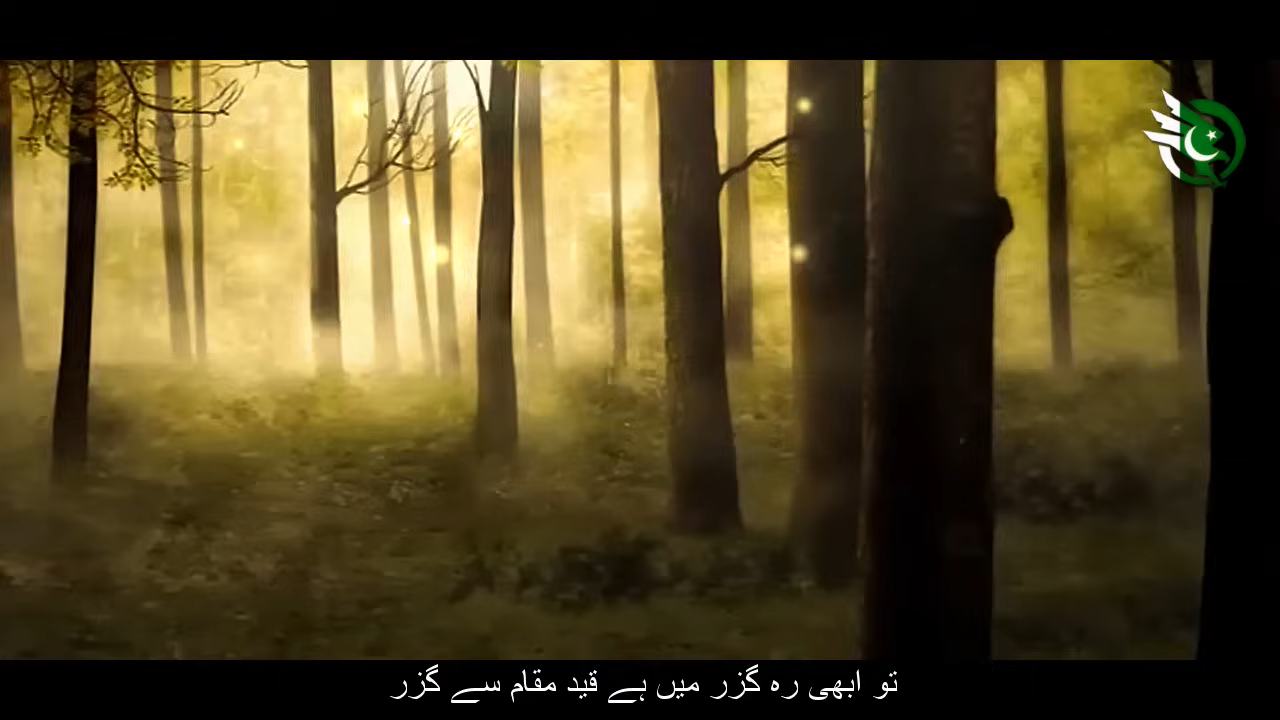 تو ابھی رہ گزر میں ہے قید مقام سے گزر